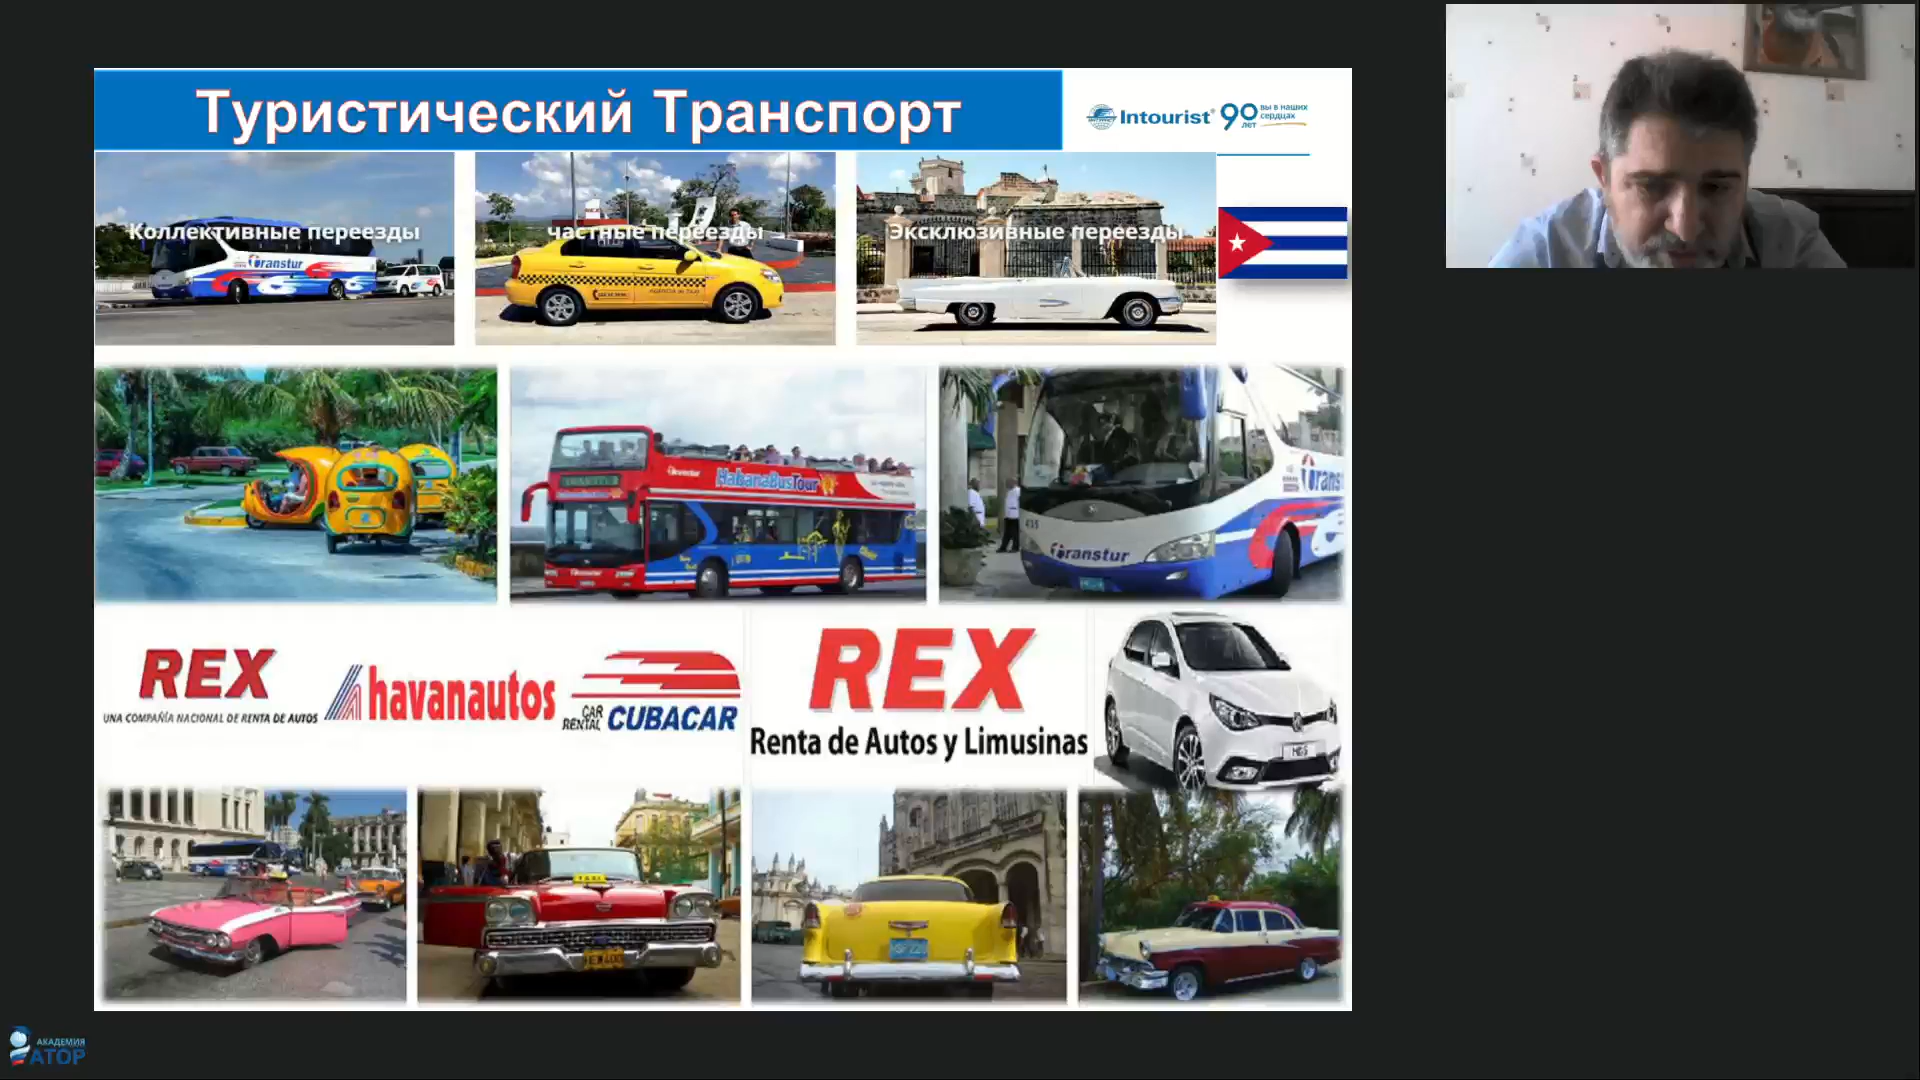 Туристический Транспорт
Intourist® 90 лет вы в наших сердцах
Коллективные переезды
частные переезды
Эксклюзивные переезды
Transtur
HabanaBusTour
Transtur
REX
UNA COMPAÑÍA NACIONAL DE RENTA DE AUTOS
havanautos
CAR RENTAL CUBACAR
REX
Renta de Autos y Limusinas
TAXI
АКАДЕМИЯ
АТОР